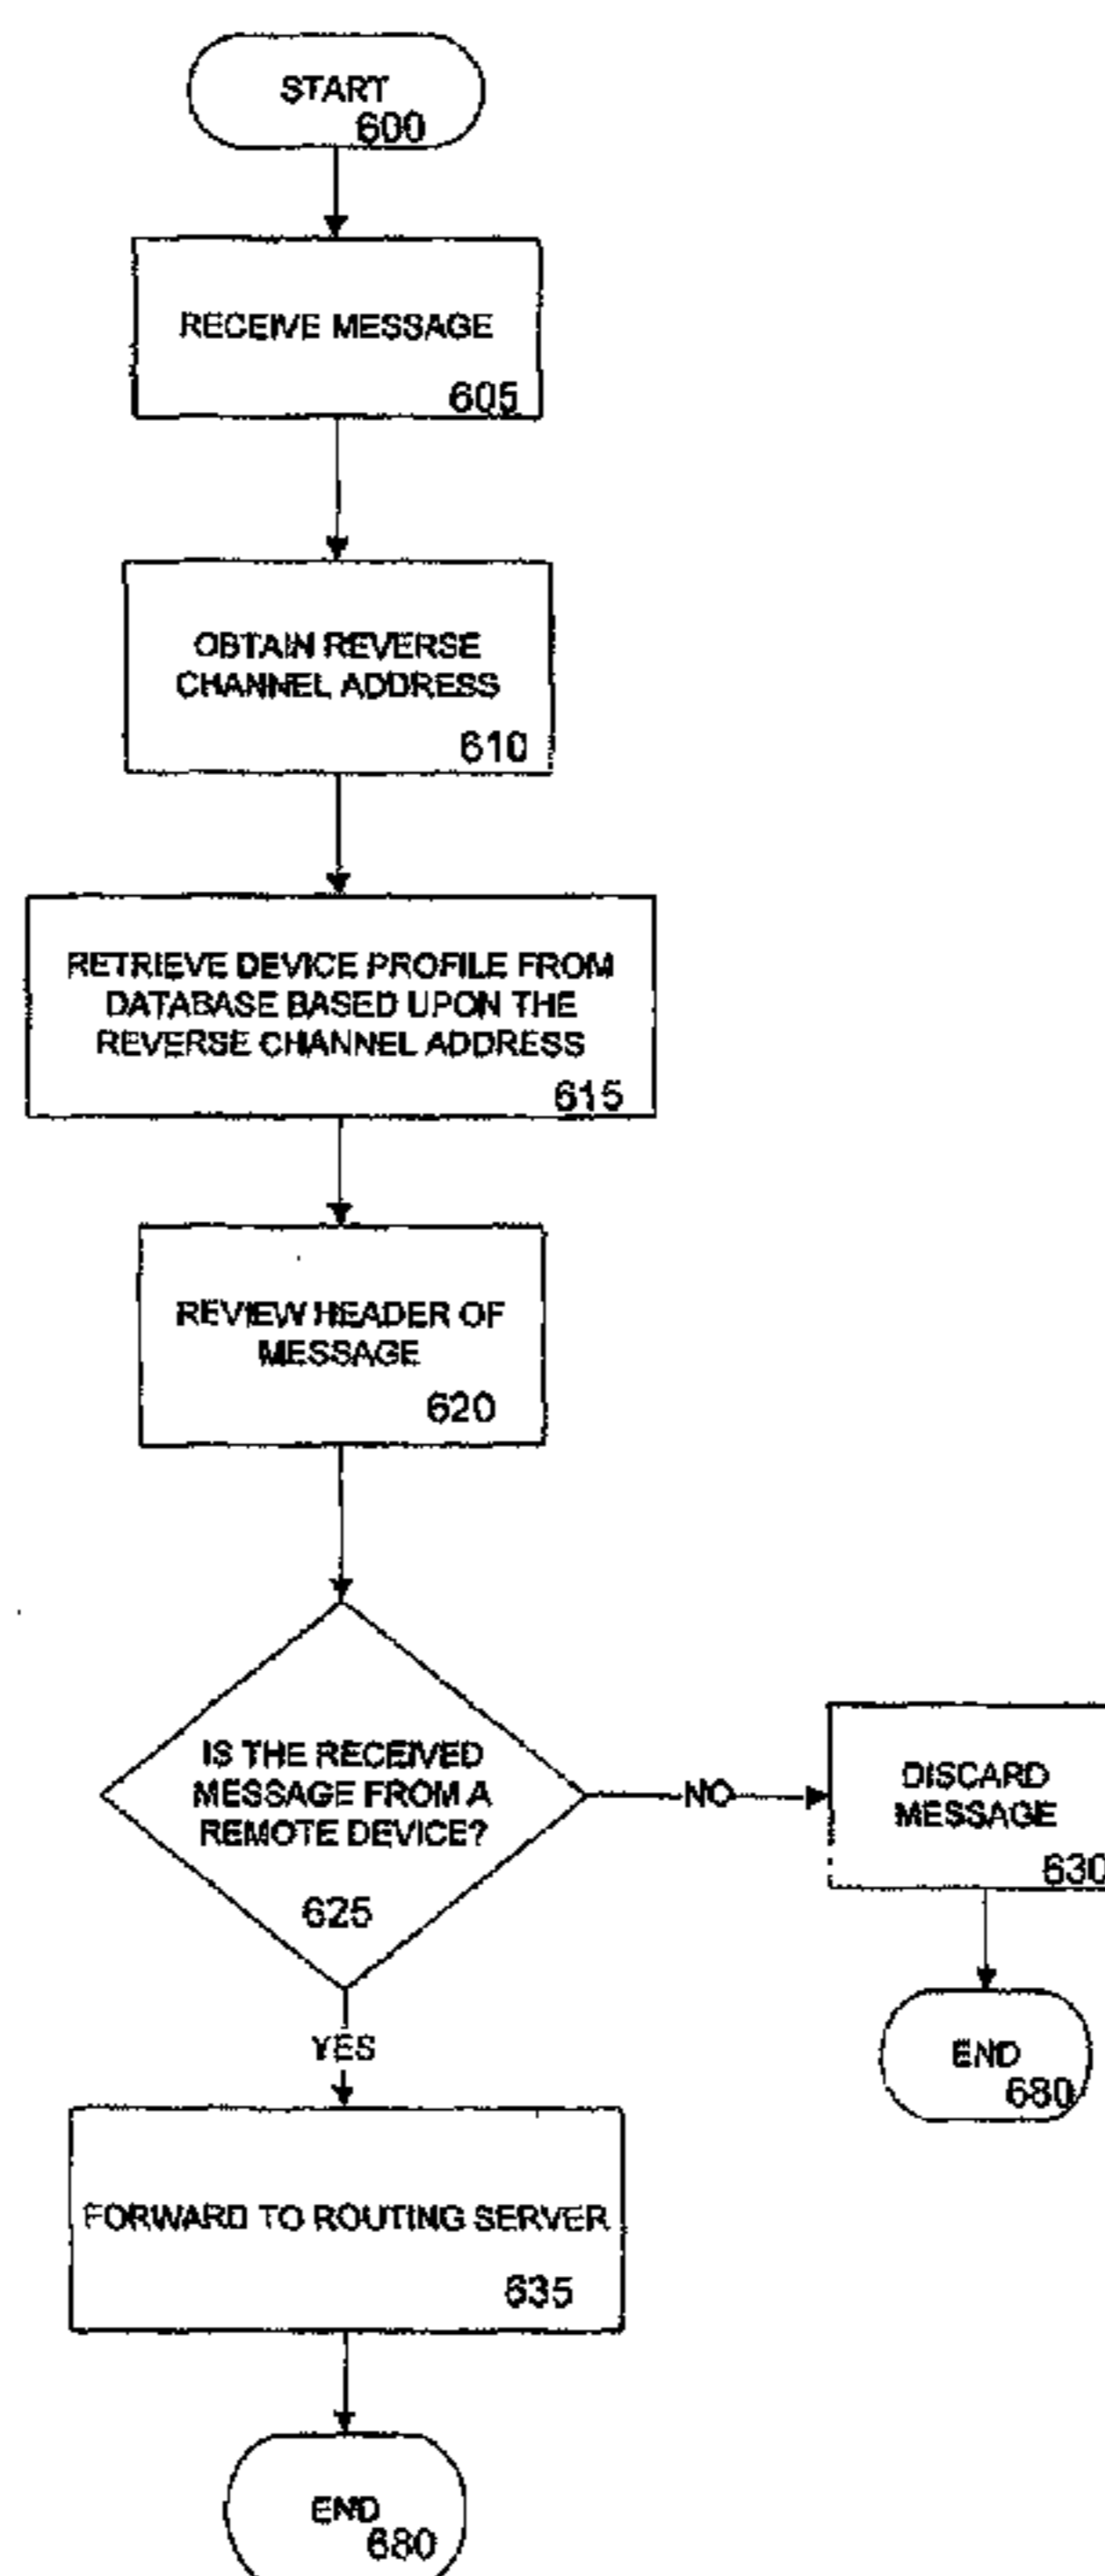 START
600
RECEIVE MESSAGE
605
OBTAIN REVERSE
CHANNEL ADDRESS
610
RETRIEVE DEVICE PROFILE FROM
DATABASE BASED UPON THE
REVERSE CHANNEL ADDRESS
615
REVIEW HEADER OF
MESSAGE
620
IS THE RECEIVED
MESSAGE FROM A
REMOTE DEVICE?
625
NO
DISCARD
MESSAGE
630
END
680
YES
FORWARD TO ROUTING SERVER
635
END
680